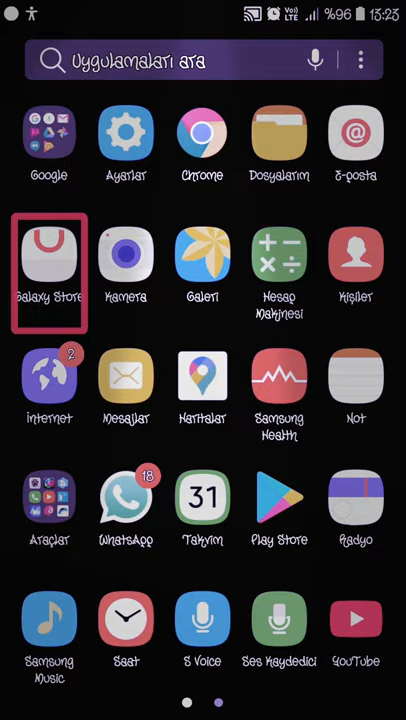 %96 13:23
Uygulamaları ara
Google
Ayarlar
Chrome
Dosyalarım
E-posta
Galaxy Store
Kamera
Galeri
Hesap
Makinesi
Kişiler
2
İnternet
Mesajlar
Haritalar
Samsung
Health
Not
18
31
Araçlar
WhatsApp
Takvim
Play Store
Radyo
Samsung
Music
Saat
S Voice
Ses Kaydedici
YouTube